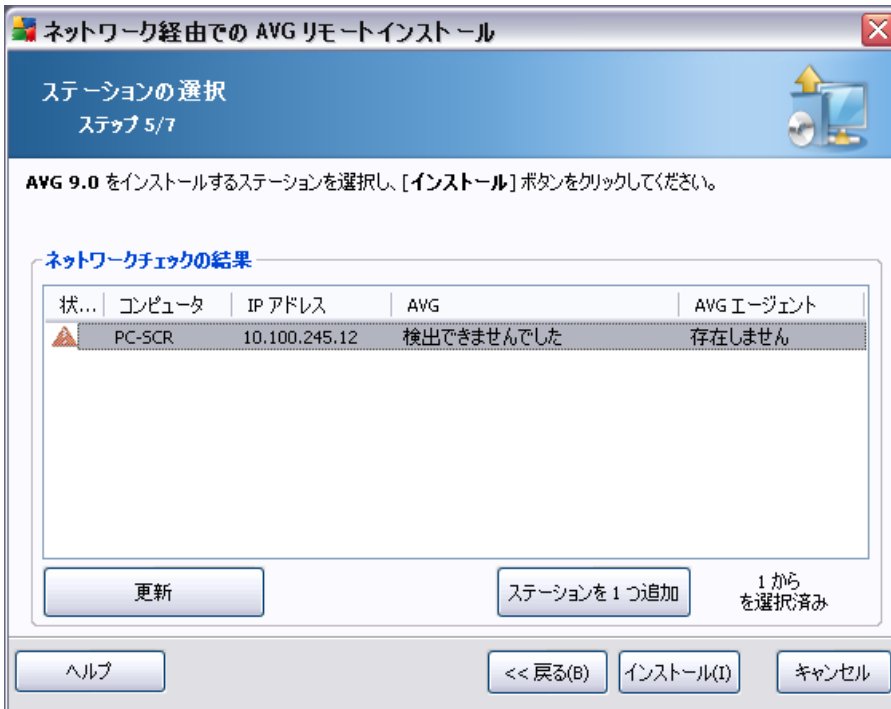 ネットワーク経由での AVG リモートインストール
ステーションの選択
ステップ 5/7
AVG 9.0 をインストールするステーションを選択し、[インストール] ボタンをクリックしてください。
ネットワークチェックの結果
状... コンピュータ IP アドレス AVG AVG エージェント
PC-SCR 10.100.245.12 検出できませんでした 存在しません
更新 ステーションを 1 つ追加 1 から
を選択済み
ヘルプ << 戻る(B) インストール(I) キャンセル